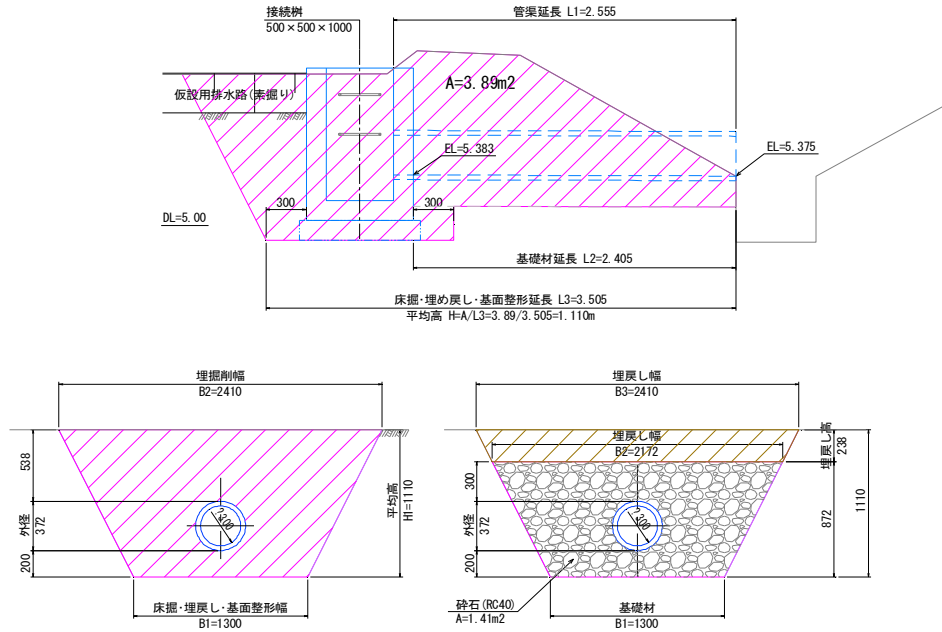 接続桝
500×500×1000
管渠延長 L1=2.555
A=3.89m2
仮設用排水路(素掘り)
EL=5.383
EL=5.375
300
300
DL=5.00
基礎材延長 L2=2.405
床掘・埋め戻し・基面整形延長 L3=3.505
平均高 H=A/L3=3.89/3.505=1.110m
埋掘削幅
B2=2410
538
外径
372
200
?300
平均高
H1=1110
床掘・埋戻し・基面整形幅
B1=1300
埋戻し幅
B3=2410
埋戻し幅
B2=2172
埋戻し高
238
300
外径
372
200
?300
872
1110
砕石(RC40)
A=1.41m2
基礎材
B1=1300